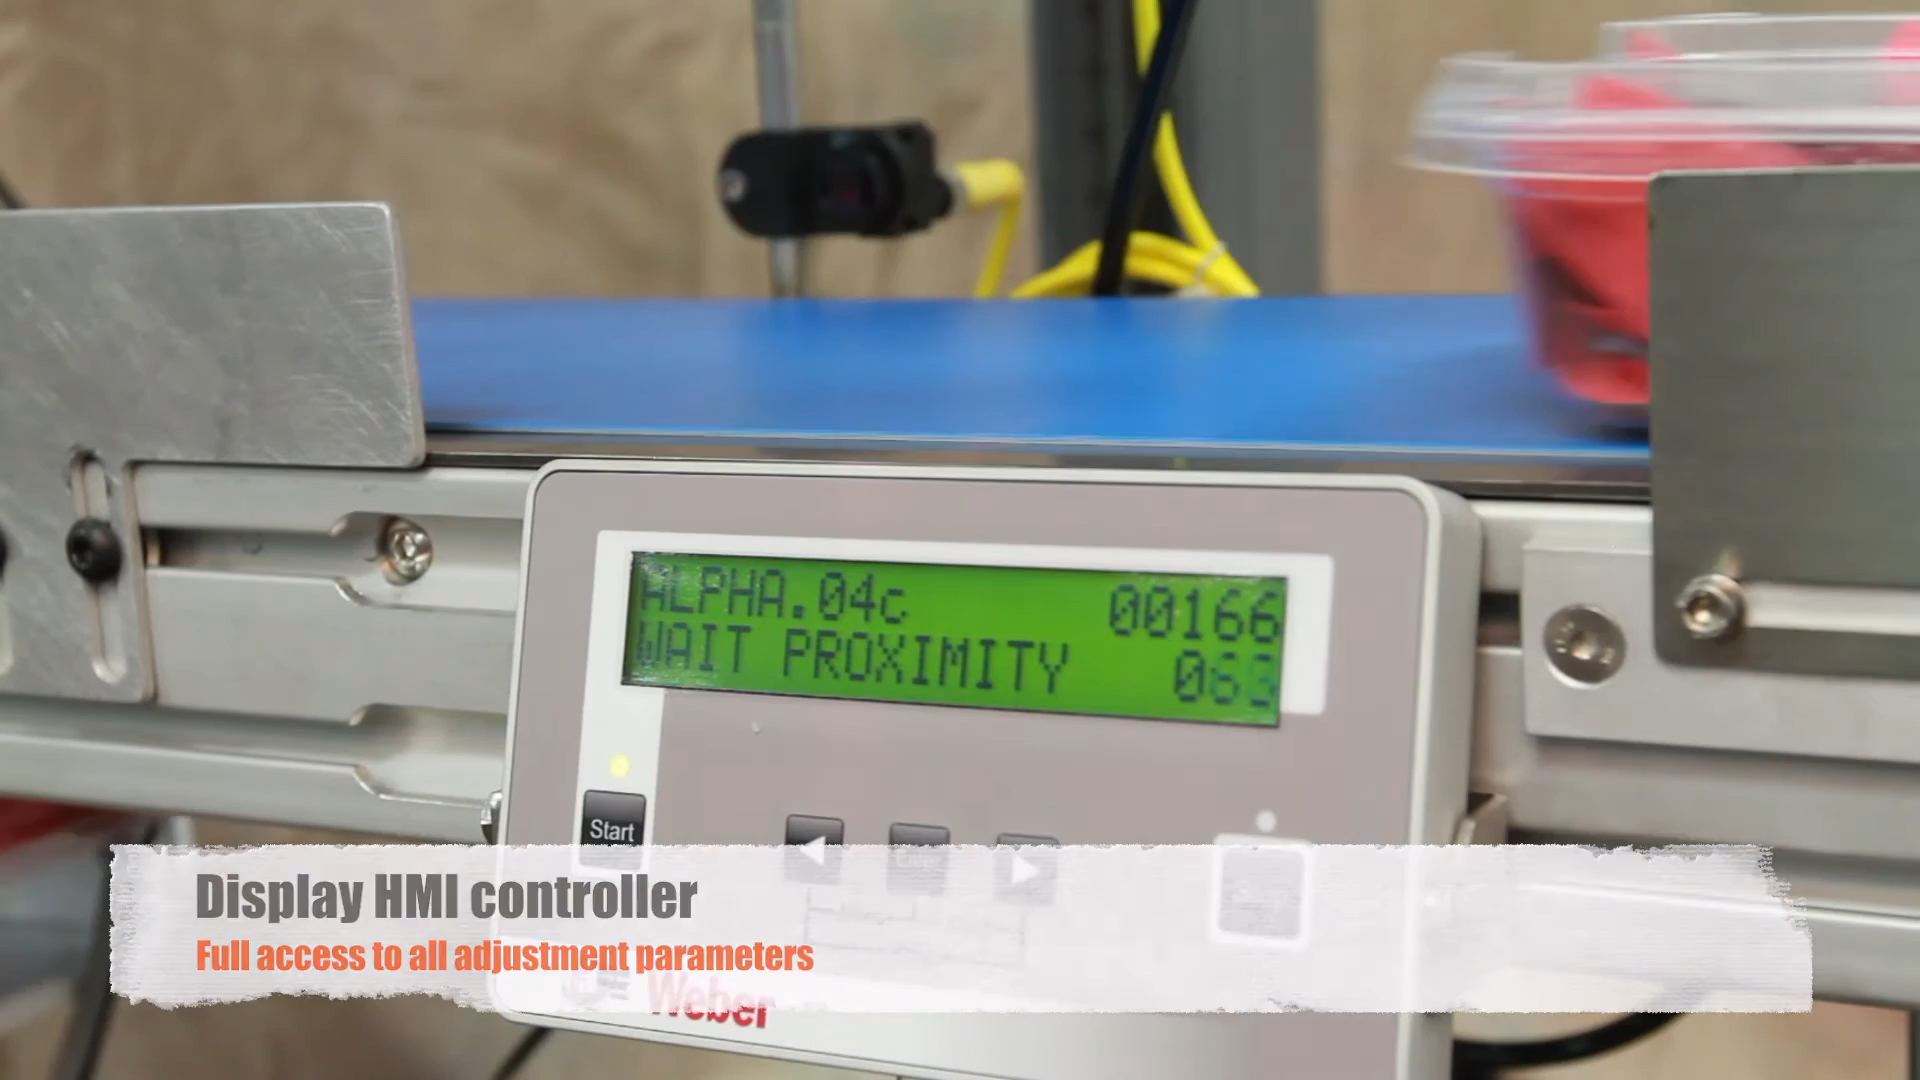 ALPHA.04c 00166
WAIT PROXIMITY 063
Start
Display HMI controller
Full access to all adjustment parameters
Weber